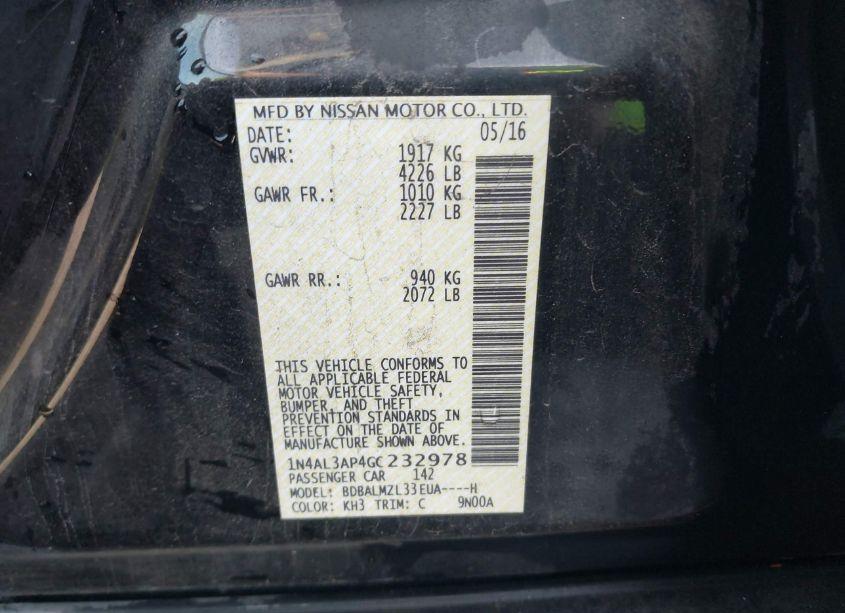 MFD BY NISSAN MOTOR CO., LTD.
DATE: 05/16
GVWR: 1917 KG
4226 LB
GAWR FR.: 1010 KG
2227 LB
GAWR RR.: 940 KG
2072 LB
THIS VEHICLE CONFORMS TO
ALL APPLICABLE FEDERAL
MOTOR VEHICLE SAFETY,
BUMPER, AND THEFT
PREVENTION STANDARDS IN
EFFECT ON THE DATE OF
MANUFACTURE SHOWN ABOVE.
1N4AL3AP4GC232978
PASSENGER CAR 142
MODEL: BDBALMZL33EUA----H
COLOR: KH3 TRIM: C 9N00A